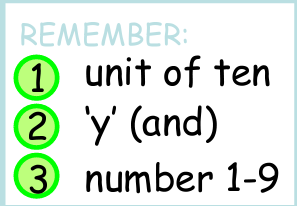 REMEMBER:
1 unit of ten
2 'y' (and)
3 number 1-9